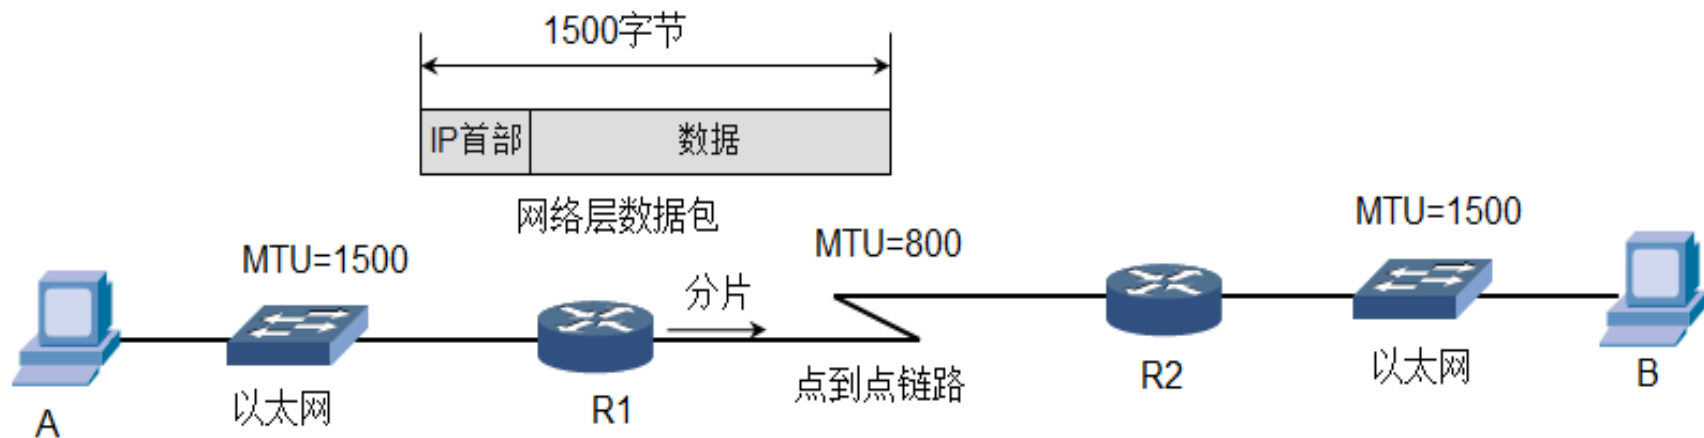 1500字节
IP首部 数据
网络层数据包
MTU=1500
MTU=800
MTU=1500
分片
以太网
点到点链路
以太网
A
R1
R2
B